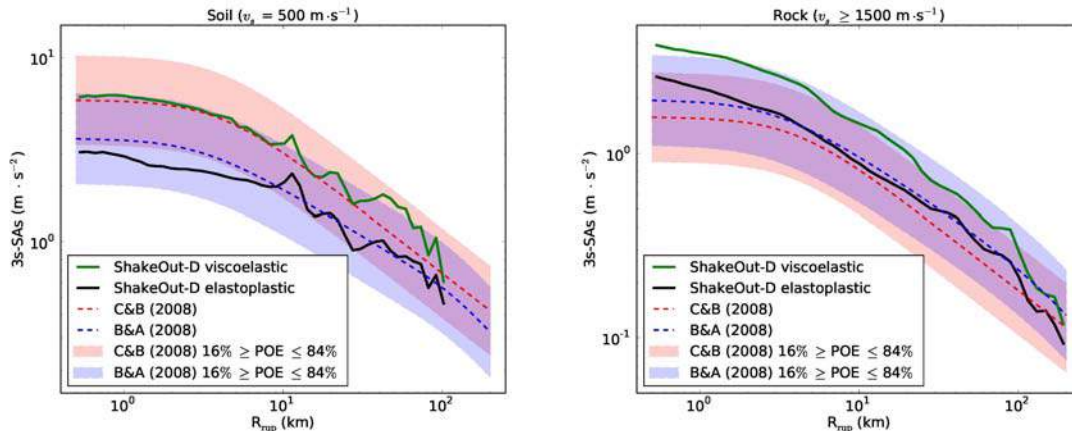 Soil (vₛ = 500 m·s⁻¹)
3s-SAs (m · s⁻²)
10¹
10⁰
ShakeOut-D viscoelastic
ShakeOut-D elastoplastic
C&B (2008)
B&A (2008)
C&B (2008) 16% ≥ POE ≤ 84%
B&A (2008) 16% ≥ POE ≤ 84%
10⁰ 10¹ 10²
R_rup (km)
Rock (vₛ ≥ 1500 m·s⁻¹)
3s-SAs (m · s⁻²)
10⁰
10⁻¹
ShakeOut-D viscoelastic
ShakeOut-D elastoplastic
C&B (2008)
B&A (2008)
C&B (2008) 16% ≥ POE ≤ 84%
B&A (2008) 16% ≥ POE ≤ 84%
10⁰ 10¹ 10²
R_rup (km)